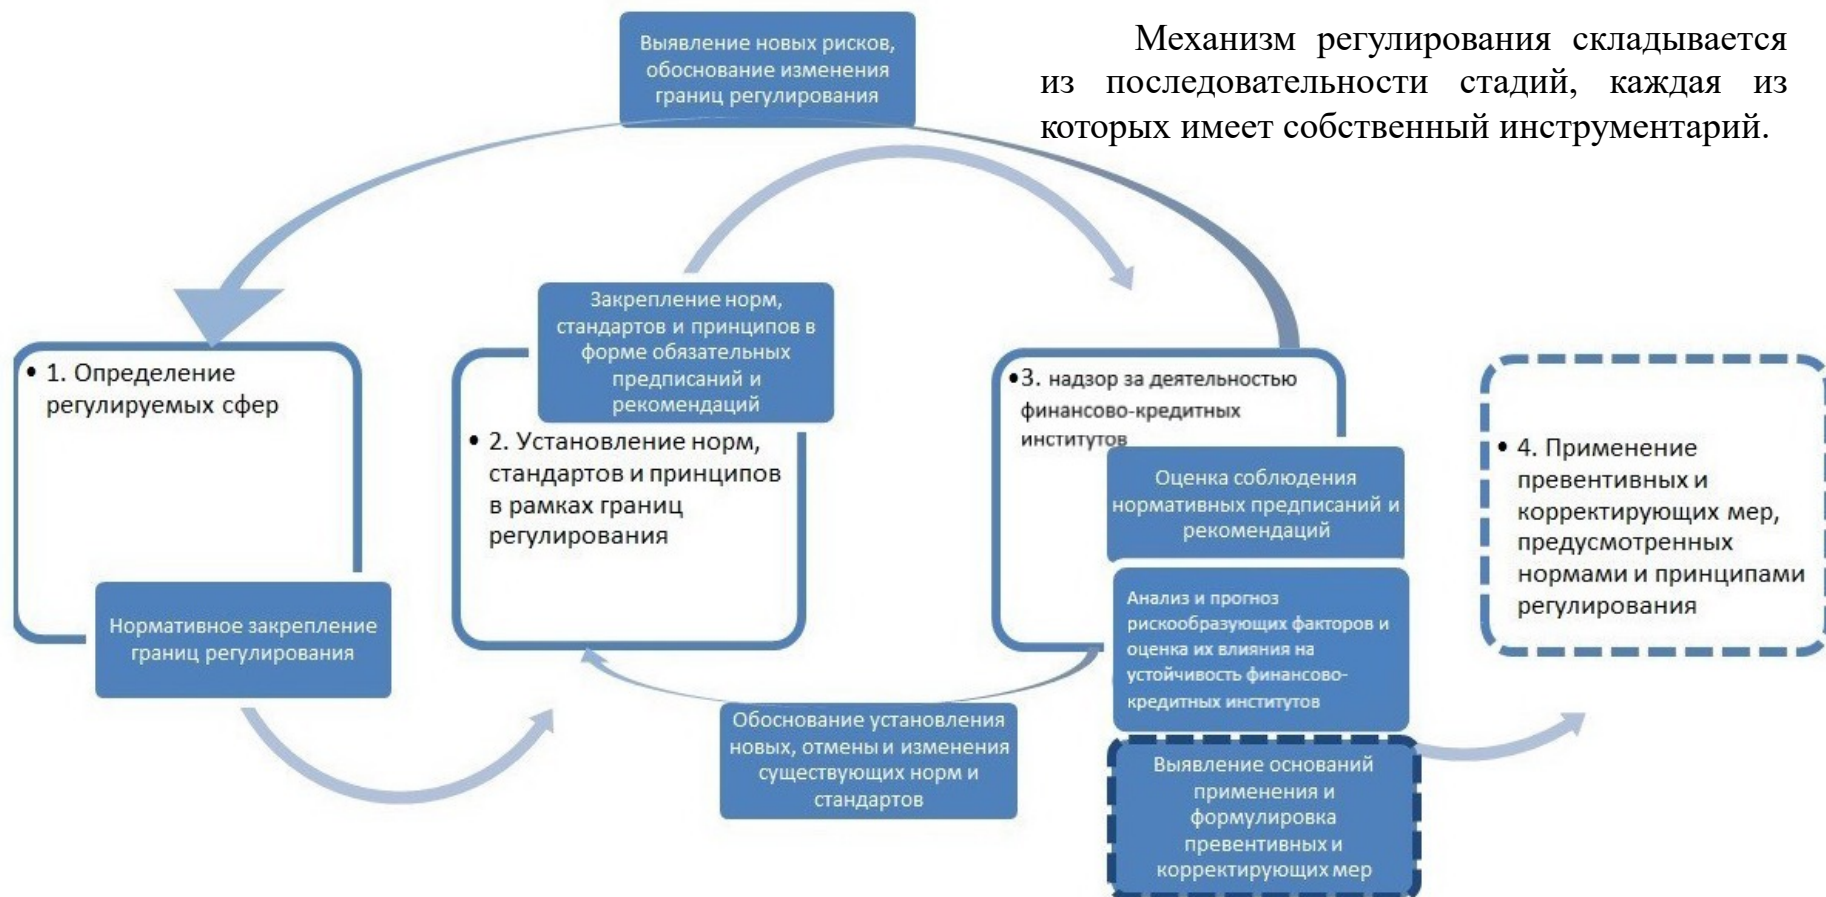 Выявление новых рисков,
обоснование изменения
границ регулирования
Механизм регулирования складывается
из последовательности стадий, каждая из
которых имеет собственный инструментарий.
• 1. Определение
регулируемых сфер
Нормативное закрепление
границ регулирования
Закрепление норм,
стандартов и принципов в
форме обязательных
предписаний и
рекомендаций
• 2. Установление норм,
стандартов и принципов
в рамках границ
регулирования
Обоснование установления
новых, отмены и изменения
существующих норм и
стандартов
•3. надзор за деятельностью
финансово-кредитных
институтов
Оценка соблюдения
нормативных предписаний и
рекомендаций
Анализ и прогноз
рискообразующих факторов и
оценка их влияния на
устойчивость финансово-
кредитных институтов
Выявление оснований
применения и
формулировка
превентивных и
корректирующих мер
• 4. Применение
превентивных и
корректирующих мер,
предусмотренных
нормами и принципами
регулирования